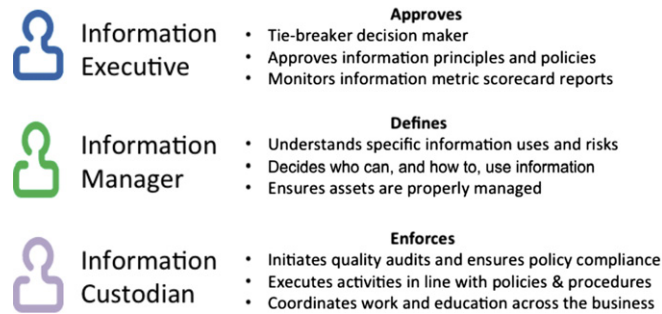 Information
Executive
Approves
• Tie-breaker decision maker
• Approves information principles and policies
• Monitors information metric scorecard reports
Information
Manager
Defines
• Understands specific information uses and risks
• Decides who can, and how to, use information
• Ensures assets are properly managed
Information
Custodian
Enforces
• Initiates quality audits and ensures policy compliance
• Executes activities in line with policies & procedures
• Coordinates work and education across the business